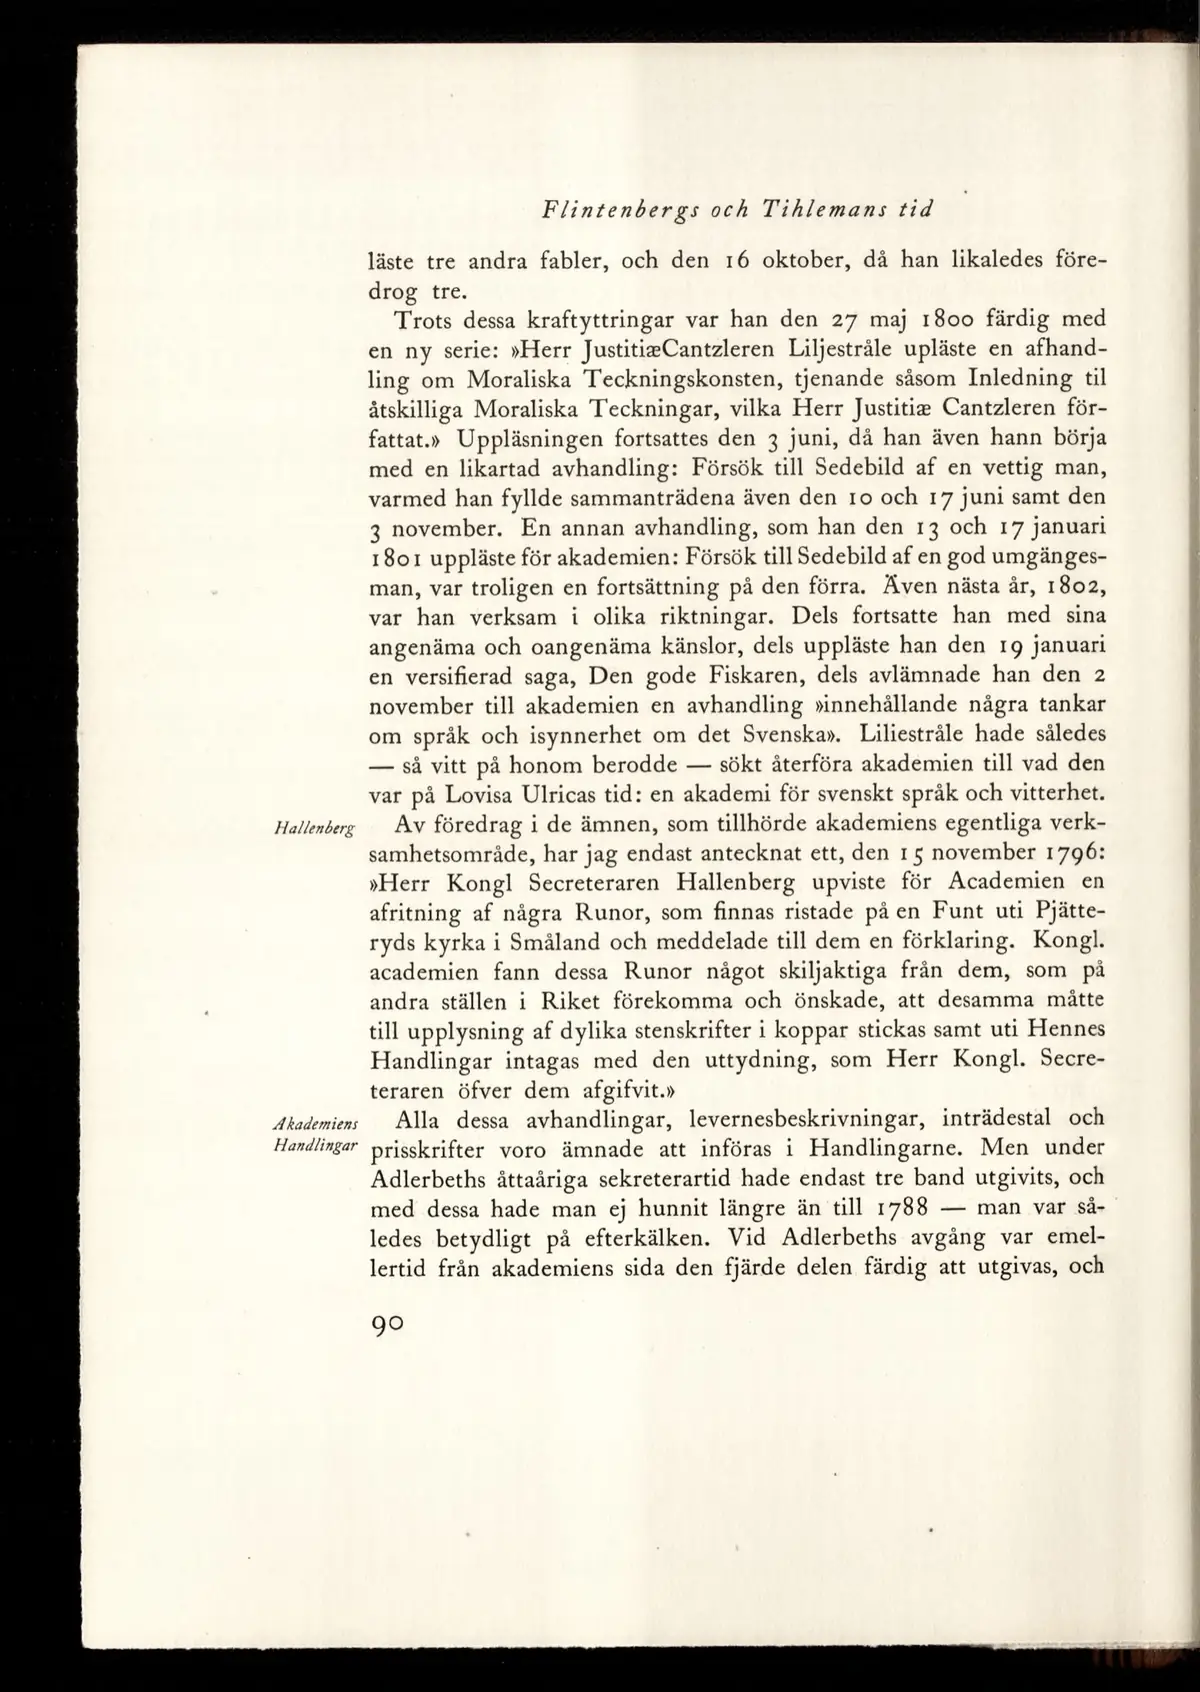 Flintenbergs och Tihlemans tid
läste tre andra fabler, och den 16 oktober, då han likaledes före-
drog tre.
Trots dessa kraftyttringar var han den 27 maj 1800 färdig med
en ny serie: »Herr JustitiæCantzleren Liljestråle upläste en afhand-
ling om Moraliska Teckningskonsten, tjenande såsom Inledning til
åtskilliga Moraliska Teckningar, vilka Herr Justitiæ Cantzleren för-
fattat.» Uppläsningen fortsattes den 3 juni, då han även hann börja
med en likartad avhandling: Försök till Sedebild af en vettig man,
varmed han fyllde sammanträdena även den 10 och 17 juni samt den
3 november. En annan avhandling, som han den 13 och 17 januari
1801 uppläste för akademien: Försök till Sedebild af en god umgänges-
man, var troligen en fortsättning på den förra. Även nästa år, 1802,
var han verksam i olika riktningar. Dels fortsatte han med sina
angenäma och oangenäma känslor, dels uppläste han den 19 januari
en versifierad saga, Den gode Fiskaren, dels avlämnade han den 2
november till akademien en avhandling »innehållande några tankar
om språk och isynnerhet om det Svenska». Liliestråle hade således
— så vitt på honom berodde — sökt återföra akademien till vad den
var på Lovisa Ulricas tid: en akademi för svenskt språk och vitterhet.
Hallenberg
Av föredrag i de ämnen, som tillhörde akademiens egentliga verk-
samhetsområde, har jag endast antecknat ett, den 15 november 1796:
»Herr Kongl Secreteraren Hallenberg upviste för Academien en
afritning af några Runor, som finnas ristade på en Funt uti Pjätte-
ryds kyrka i Småland och meddelade till dem en förklaring. Kongl.
academien fann dessa Runor något skiljaktiga från dem, som på
andra ställen i Riket förekomma och önskade, att desamma måtte
till upplysning af dylika stenskrifter i koppar stickas samt uti Hennes
Handlingar intagas med den uttydning, som Herr Kongl. Secre-
teraren öfver dem afgifvit.»
Akademiens
Handlingar
Alla dessa avhandlingar, levernesbeskrivningar, inträdestal och
prisskrifter voro ämnade att införas i Handlingarne. Men under
Adlerbeths åttaåriga sekreterartid hade endast tre band utgivits, och
med dessa hade man ej hunnit längre än till 1788 — man var så-
ledes betydligt på efterkälken. Vid Adlerbeths avgång var emel-
lertid från akademiens sida den fjärde delen färdig att utgivas, och
90